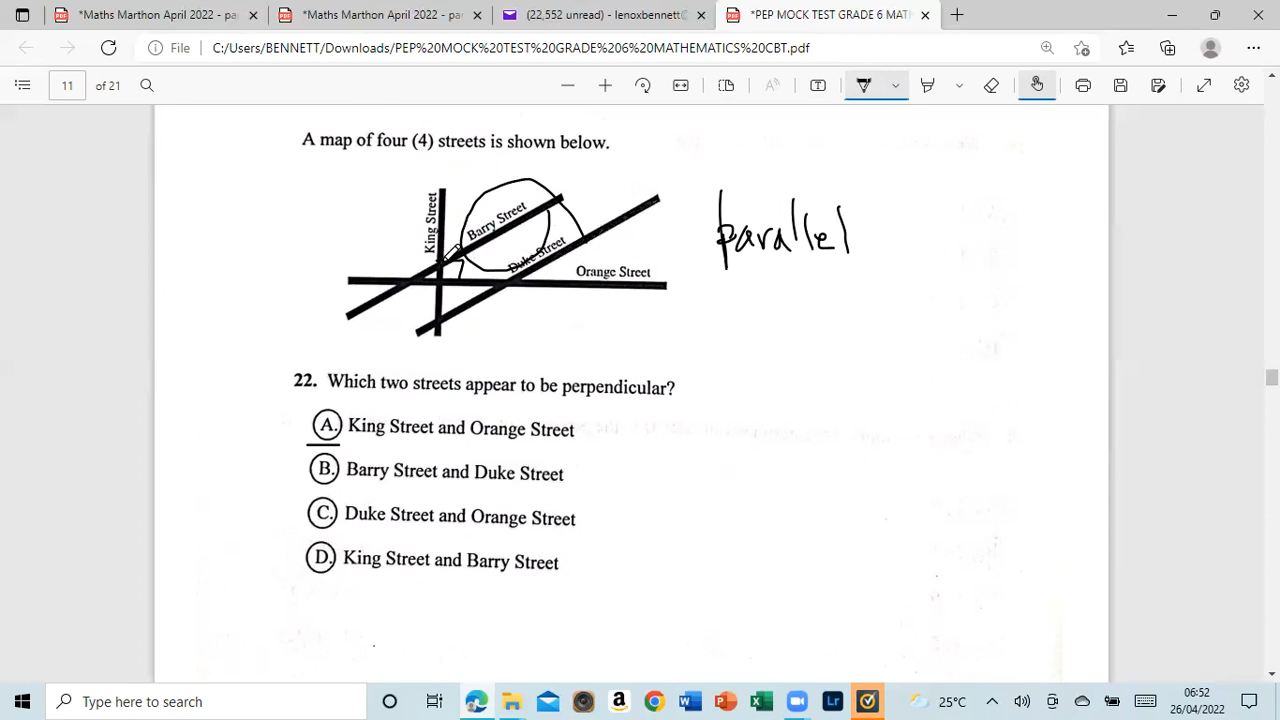 *Maths Marthon April 2022 - pa
*Maths Marthon April 2022 - pa
(22,552 unread) - lenoxbennett@
*PEP MOCK TEST GRADE 6 MATH
File
C:/Users/BENNETT/Downloads/PEP%20MOCK%20TEST%20GRADE%206%20MATHEMATICS%20CBT.pdf
11 of 21
A map of four (4) streets is shown below.
King Street
Barry Street
Duke Street
Orange Street
parallel
22. Which two streets appear to be perpendicular?
A. King Street and Orange Street
B. Barry Street and Duke Street
C. Duke Street and Orange Street
D. King Street and Barry Street
Type here to search
25°C
06:52
26/04/2022